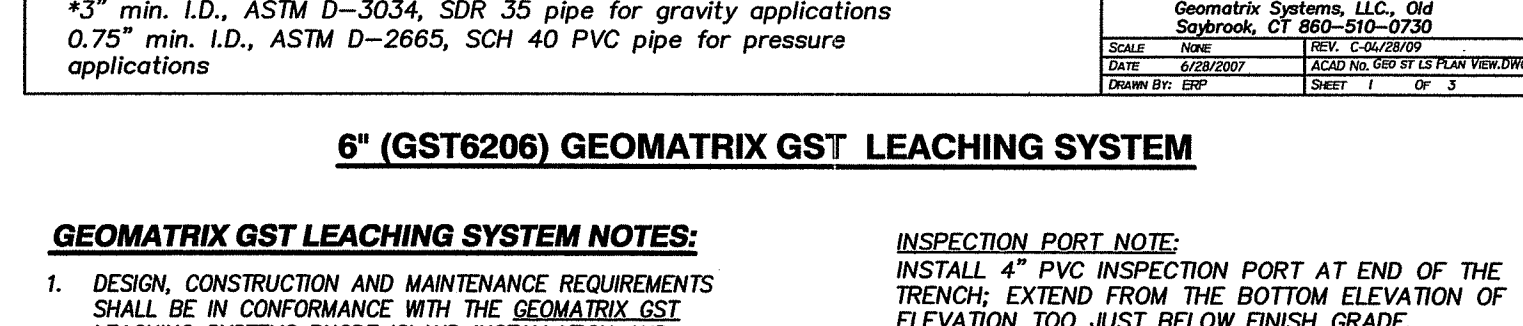 *3" min. I.D., ASTM D-3034, SDR 35 pipe for gravity applications
0.75" min. I.D., ASTM D-2665, SCH 40 PVC pipe for pressure
applications
Geomatrix Systems, LLC., Old
Saybrook, CT 860-510-0730
SCALE NONE REV. C-04/28/09
DATE 6/28/2007 ACAD No. GEO ST LS PLAN VIEW.DWG
DRAWN BY: ERP SHEET 1 OF 3
6" (GST6206) GEOMATRIX GST LEACHING SYSTEM
GEOMATRIX GST LEACHING SYSTEM NOTES:
1. DESIGN, CONSTRUCTION AND MAINTENANCE REQUIREMENTS
SHALL BE IN CONFORMANCE WITH THE GEOMATRIX GST
INSPECTION PORT NOTE:
INSTALL 4" PVC INSPECTION PORT AT END OF THE
TRENCH; EXTEND FROM THE BOTTOM ELEVATION OF
ELEVATION TOO JUST BELOW FINISH GRADE